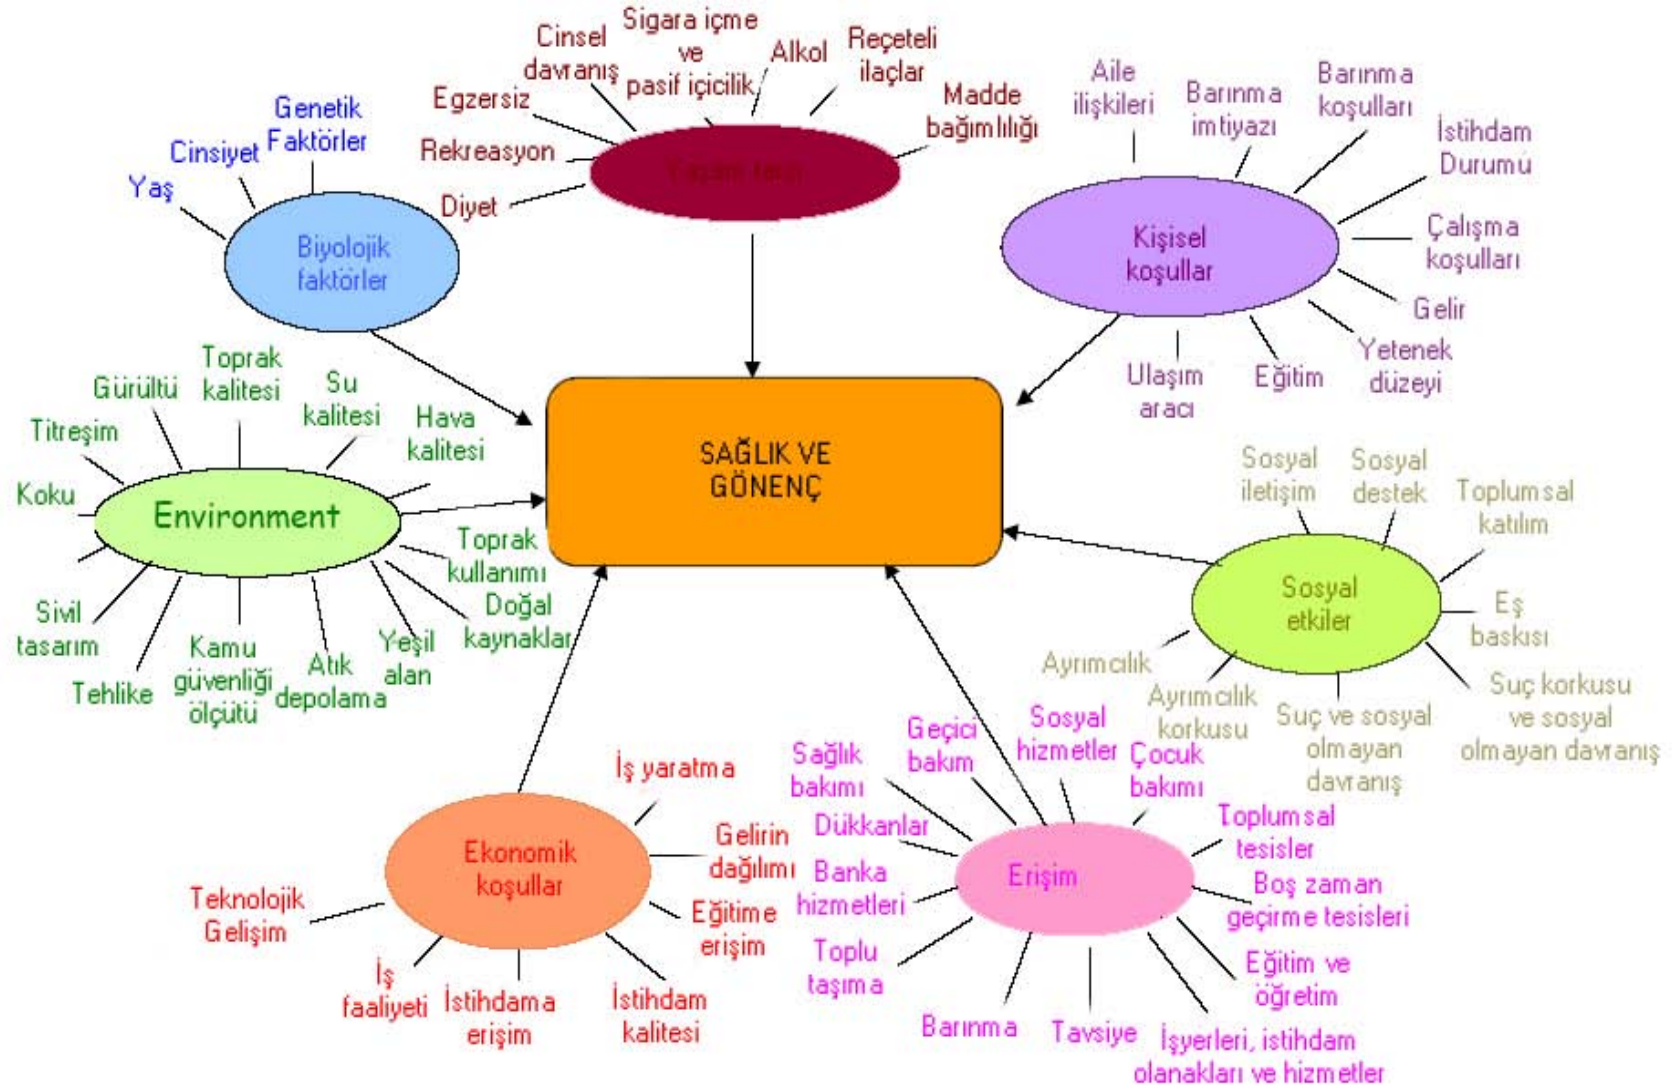 Genetik
Faktörler
Cinsiyet
Yaş
Biyolojik
faktörler
Sigara içme
ve
pasif içicilik
Cinsel
davranış
Egzersiz
Rekreasyon
Diyet
Alkol
Reçeteli
ilaçlar
Madde
bağımlılığı
Yaşam tarzı
Aile
ilişkileri
Barınma
imtiyazı
Barınma
koşulları
İstihdam
Durumu
Çalışma
koşulları
Gelir
Yetenek
düzeyi
Eğitim
Ulaşım
aracı
Kişisel
koşullar
SAĞLIK VE
GÖNENÇ
Toprak
kalitesi
Gürültü
Su
kalitesi
Titreşim
Hava
kalitesi
Koku
Environment
Toprak
kullanımı
Doğal
kaynaklar
Sivil
tasarım
Tehlike
Kamu
güvenliği
ölçütü
Atık
depolama
Yeşil
alan
Sosyal
iletişim
Sosyal
destek
Toplumsal
katılım
Sosyal
etkiler
Eş
baskısı
Ayrımcılık
Ayrımcılık
korkusu
Suç ve sosyal
olmayan
davranış
Suç korkusu
ve sosyal
olmayan davranış
İş yaratma
Ekonomik
koşullar
Gelirin
dağılımı
Eğitime
erişim
Teknolojik
Gelişim
İş
faaliyeti
İstihdama
erişim
İstihdam
kalitesi
Sağlık
bakımı
Geçici
bakım
Sosyal
hizmetler
Çocuk
bakımı
Dükkanlar
Toplumsal
tesisler
Banka
hizmetleri
Erişim
Boş zaman
geçirme tesisleri
Toplu
taşıma
Eğitim ve
öğretim
Barınma
Tavsiye
İşyerleri, istihdam
olanakları ve hizmetler